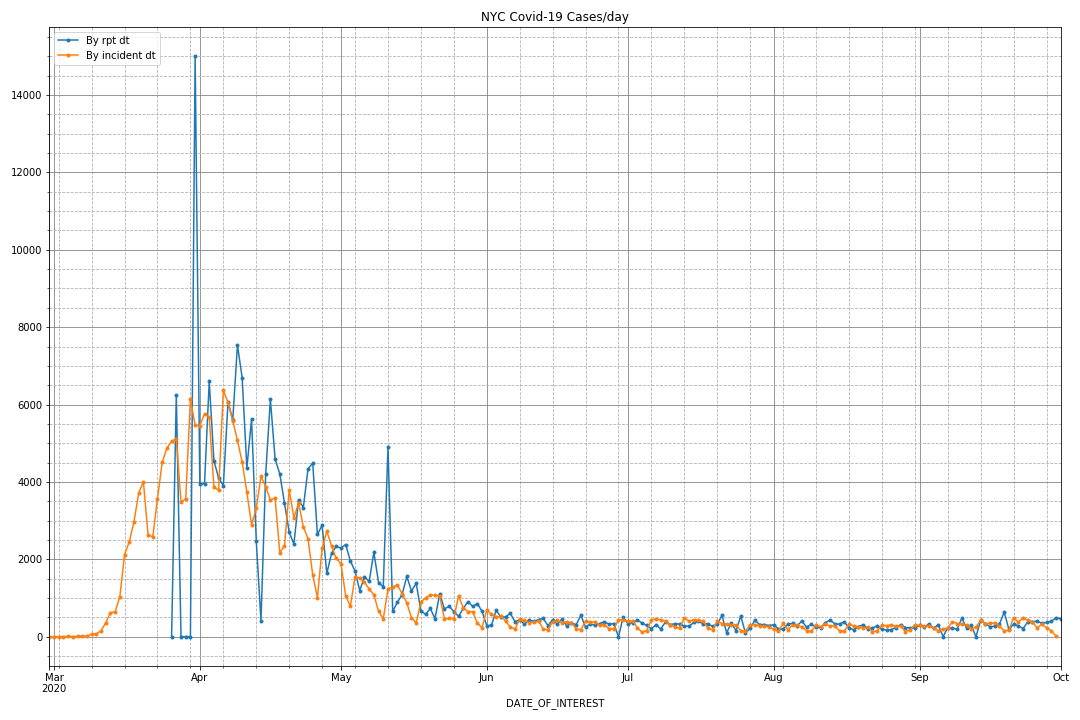 NYC Covid-19 Cases/day
By rpt dt
By incident dt
14000
12000
10000
8000
6000
4000
2000
0
Mar Apr May Jun Jul Aug Sep Oct
2020
DATE_OF_INTEREST